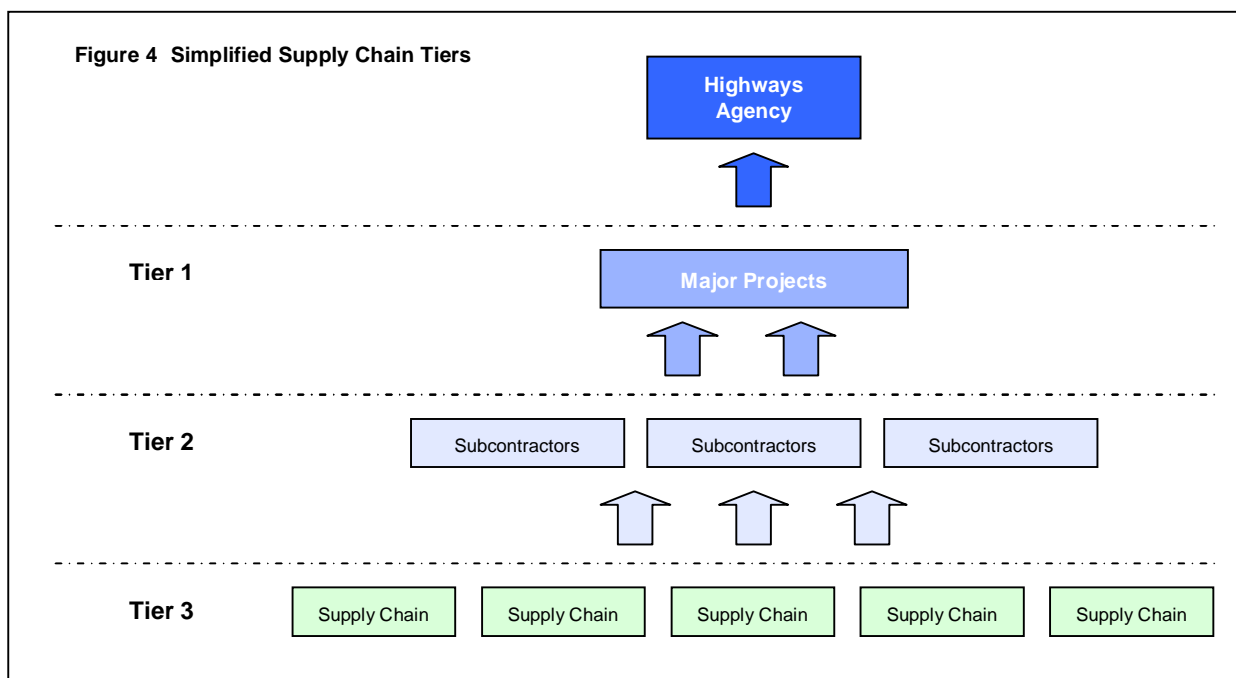 Figure 4 Simplified Supply Chain Tiers
Highways
Agency
Tier 1
Major Projects
Tier 2
Subcontractors
Subcontractors
Subcontractors
Tier 3
Supply Chain
Supply Chain
Supply Chain
Supply Chain
Supply Chain